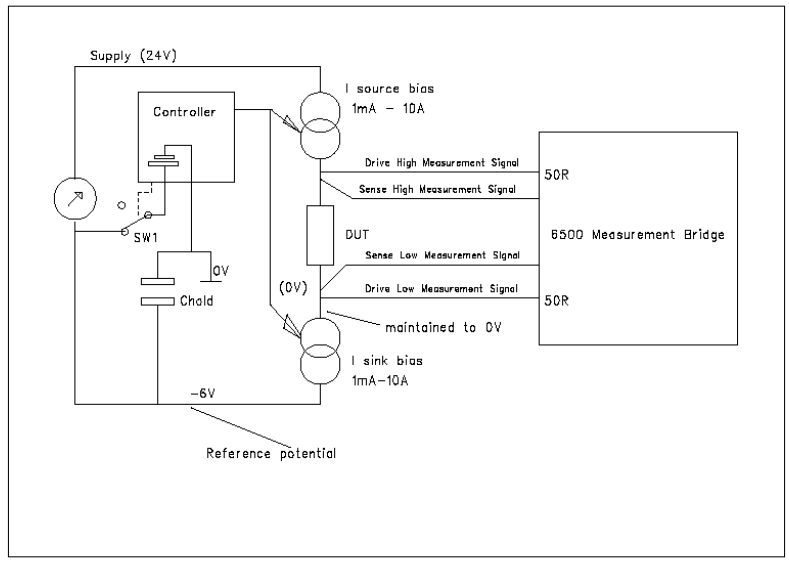 Supply (24V)
I source bias
1mA - 10A
Controller
Drive High Measurement Signal
50R
Sense High Measurement Signal
SW1
DUT
6500 Measurement Bridge
Sense Low Measurement Signal
0V
(0V)
Drive Low Measurement Signal
50R
Chold
maintained to 0V
I sink bias
1mA-10A
-6V
Reference potential